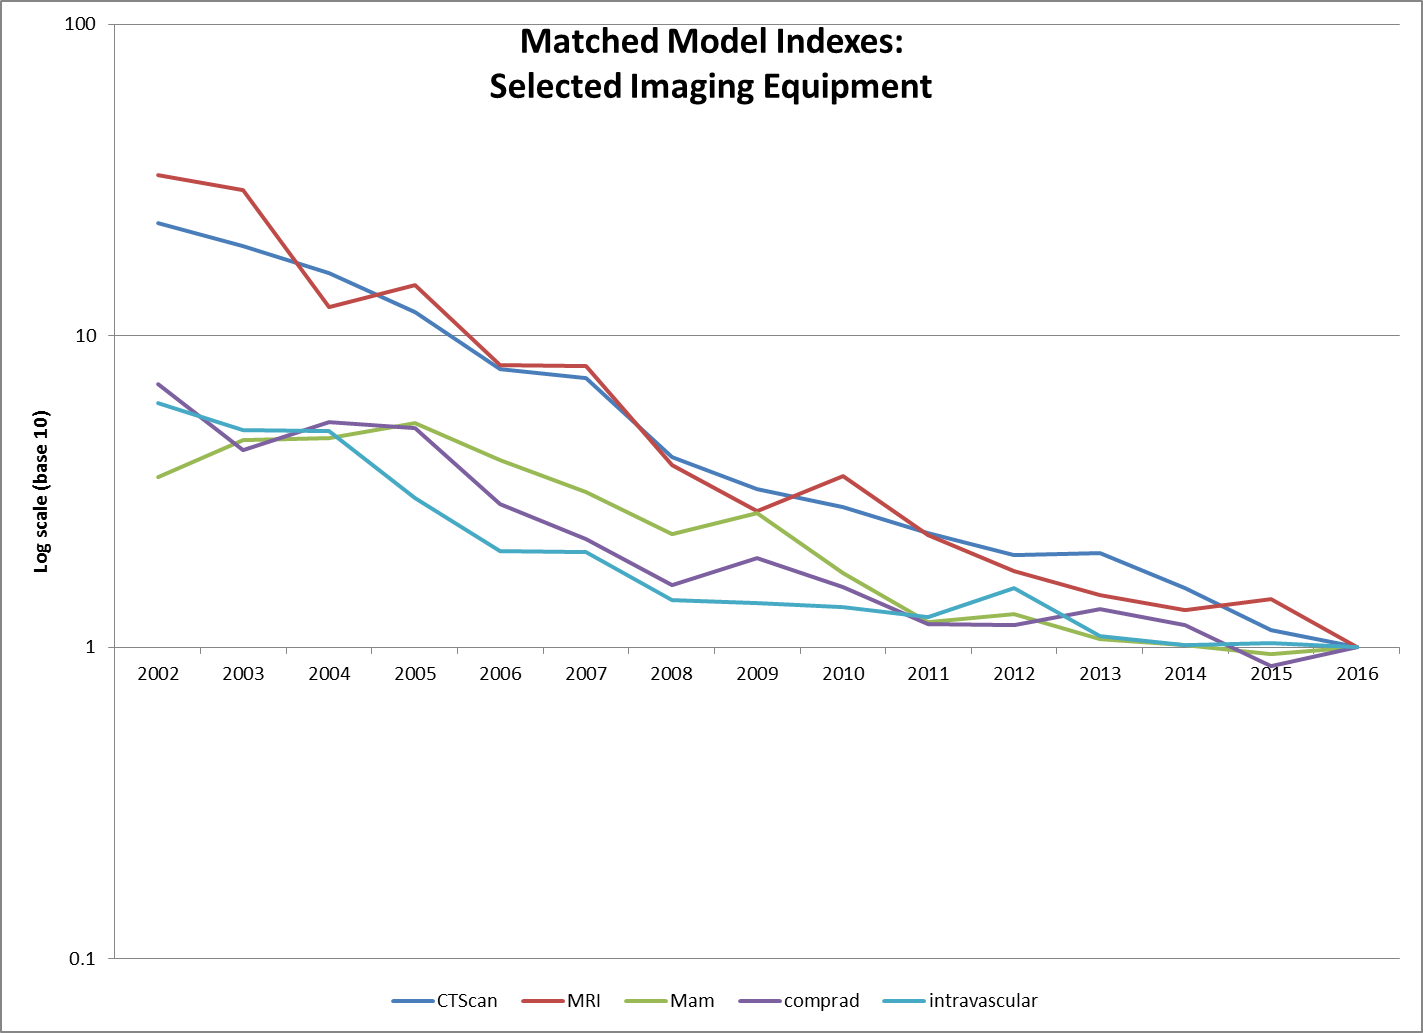 Matched Model Indexes:
Selected Imaging Equipment
100
10
1
0.1
Log scale (base 10)
2002 2003 2004 2005 2006 2007 2008 2009 2010 2011 2012 2013 2014 2015 2016
CTScan MRI Mam comprad intravascular